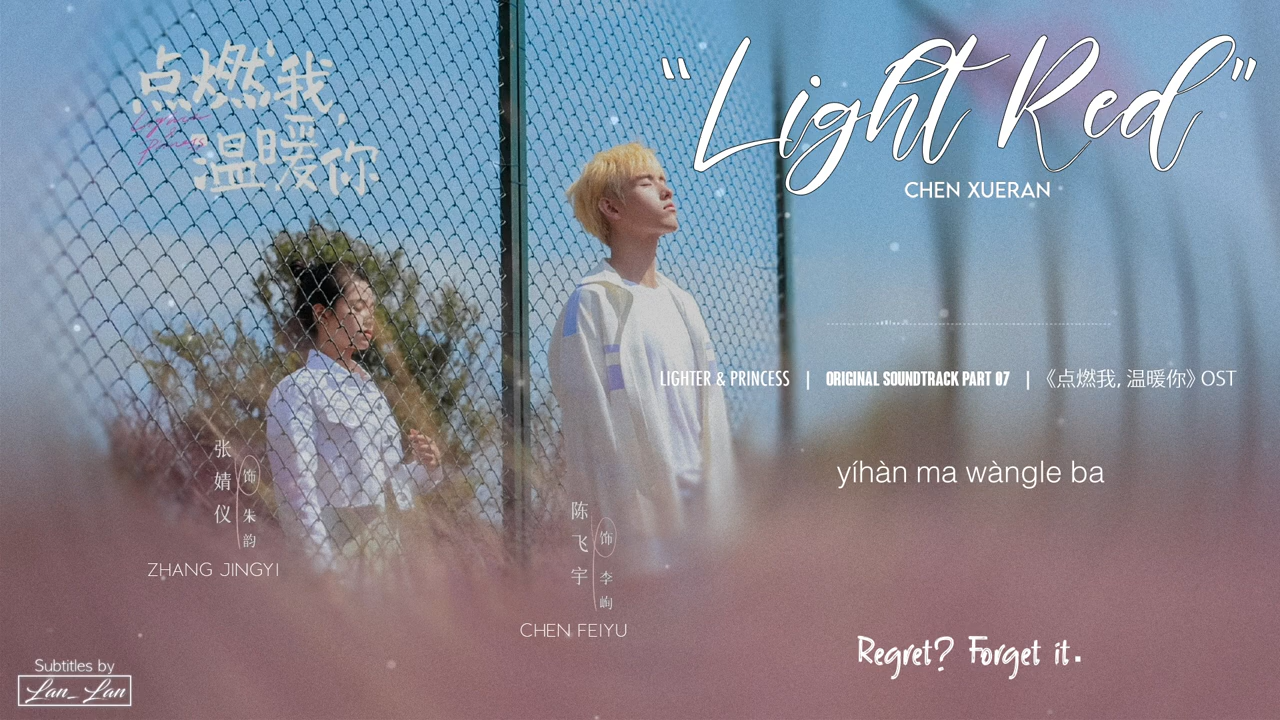 点燃我，
温暖你
"Light Red"
CHEN XUERAN
LIGHTER & PRINCESS | ORIGINAL SOUNDTRACK PART 07 | 《点燃我, 温暖你》OST
yíhàn ma wàngle ba
张婧仪
饰 朱韵
ZHANG JINGYI
陈飞宇
饰 李峋
CHEN FEIYU
Regret? Forget it.
Subtitles by
Lan_Lan